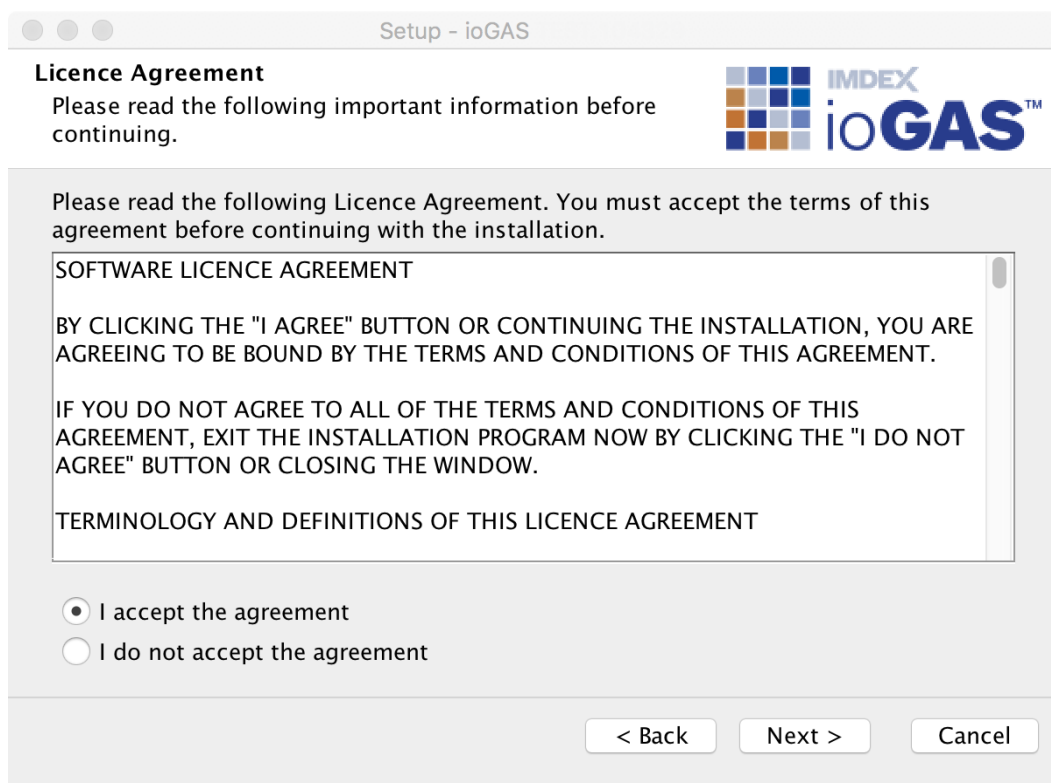 Setup - ioGAS
Licence Agreement
Please read the following important information before
continuing.
IMDEX
ioGAS™
Please read the following Licence Agreement. You must accept the terms of this
agreement before continuing with the installation.
SOFTWARE LICENCE AGREEMENT
BY CLICKING THE "I AGREE" BUTTON OR CONTINUING THE INSTALLATION, YOU ARE
AGREEING TO BE BOUND BY THE TERMS AND CONDITIONS OF THIS AGREEMENT.
IF YOU DO NOT AGREE TO ALL OF THE TERMS AND CONDITIONS OF THIS
AGREEMENT, EXIT THE INSTALLATION PROGRAM NOW BY CLICKING THE "I DO NOT
AGREE" BUTTON OR CLOSING THE WINDOW.
TERMINOLOGY AND DEFINITIONS OF THIS LICENCE AGREEMENT
I accept the agreement
I do not accept the agreement
< Back
Next >
Cancel